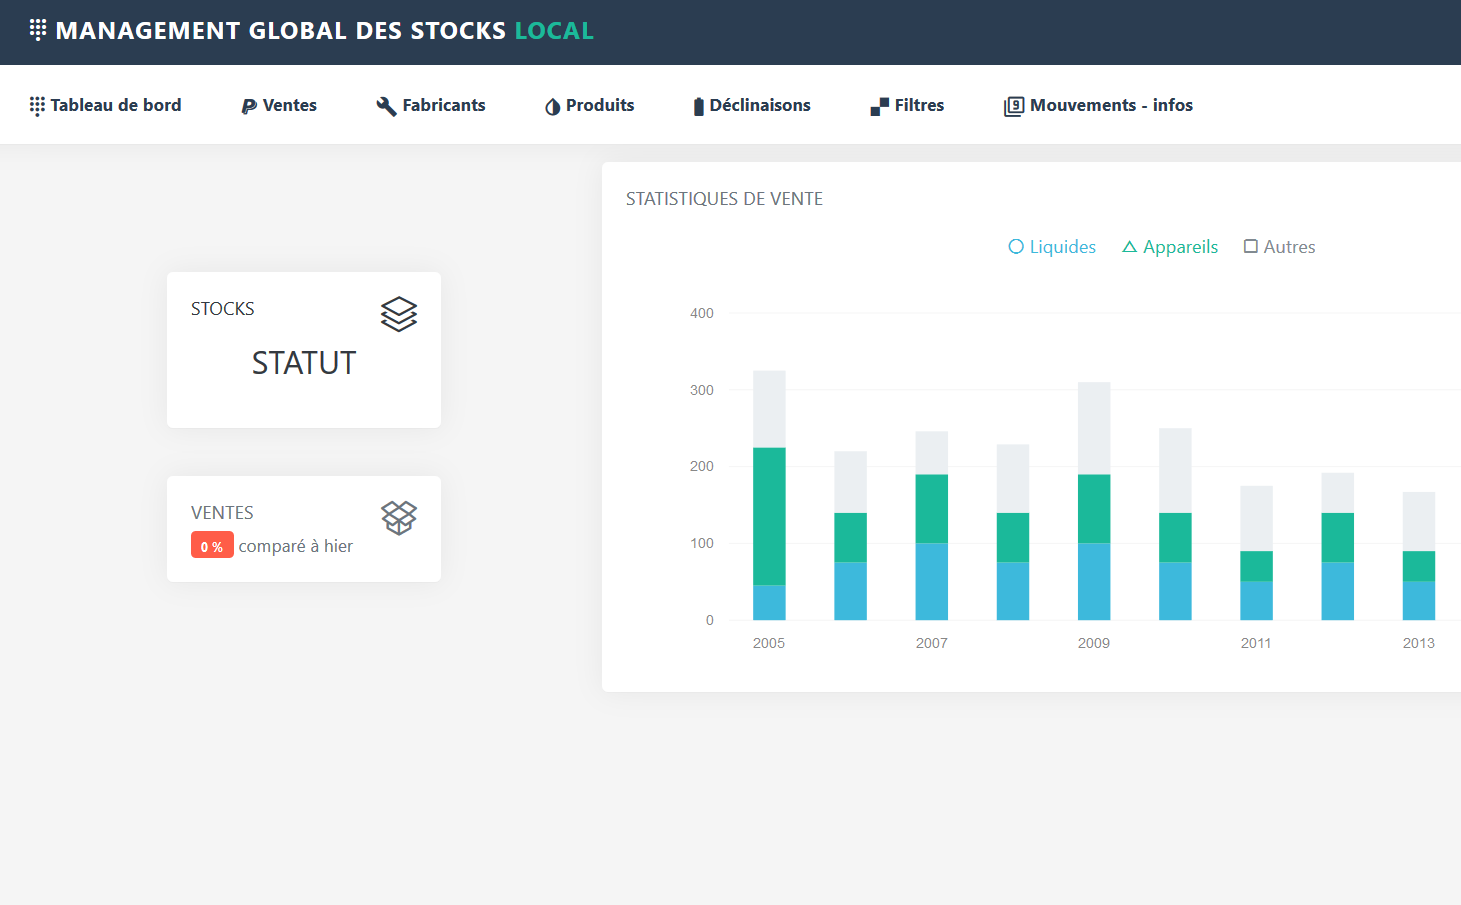 MANAGEMENT GLOBAL DES STOCKS LOCAL
Tableau de bord
Ventes
Fabricants
Produits
Déclinaisons
Filtres
9
Mouvements - infos
STOCKS
STATUT
VENTES
0 % comparé à hier
STATISTIQUES DE VENTE
Liquides
Appareils
Autres
400
300
200
100
0
2005
2007
2009
2011
2013